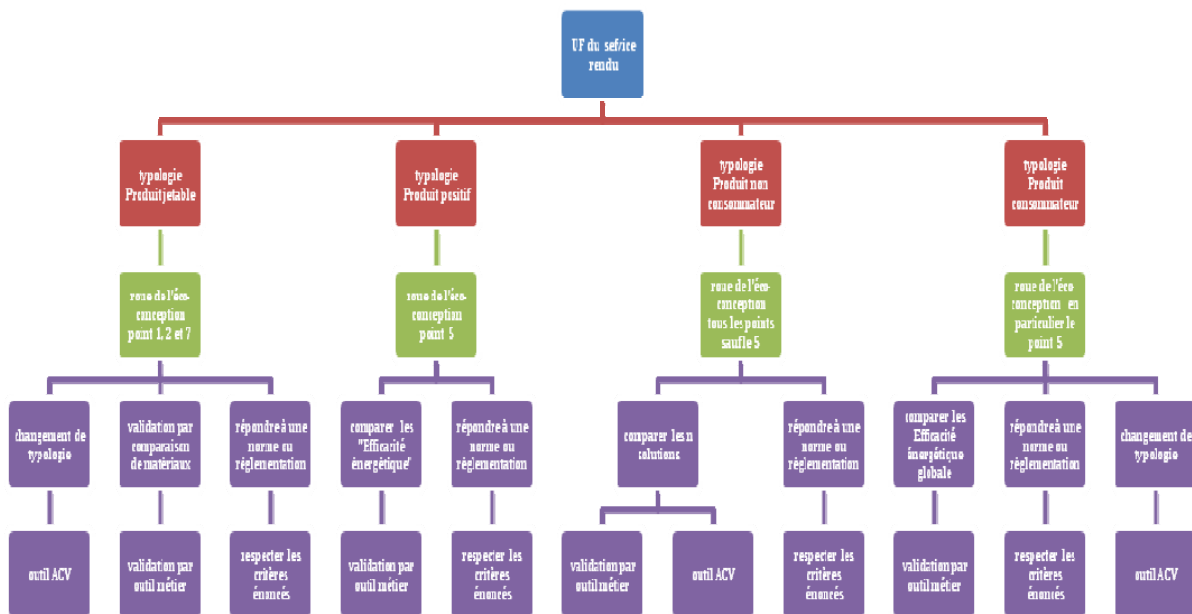 UF du sefvice
rendu
typologie
Produit jetable
typologie
Produit positif
typologie
Produit non
consommateur
typologie
Produit
consommateur
roue de l'éco-
conception
point 1, 2 et 7
roue de l'éco-
conception
point 5
roue de l'éco-
conception
tous les points
sauf le 5
roue de l'éco-
conception en
particulier le
point 5
changement de
typologie
validation par
comparaison
de matériaux
répondre à une
norme ou
réglementation
comparer les
"Efficacité
énergétique"
répondre à une
norme ou
réglementation
comparer les n
solutions
répondre à une
norme ou
réglementation
comparer les
Efficacité
énergétique
globale
répondre à une
norme ou
réglementation
changement de
typologie
outil ACV
validation par
outil métier
respecter les
critères
énoncés
validation par
outil métier
respecter les
critères
énoncés
validation par
outil métier
outil ACV
respecter les
critères
énoncés
validation par
outil métier
respecter les
critères
énoncés
outil ACV